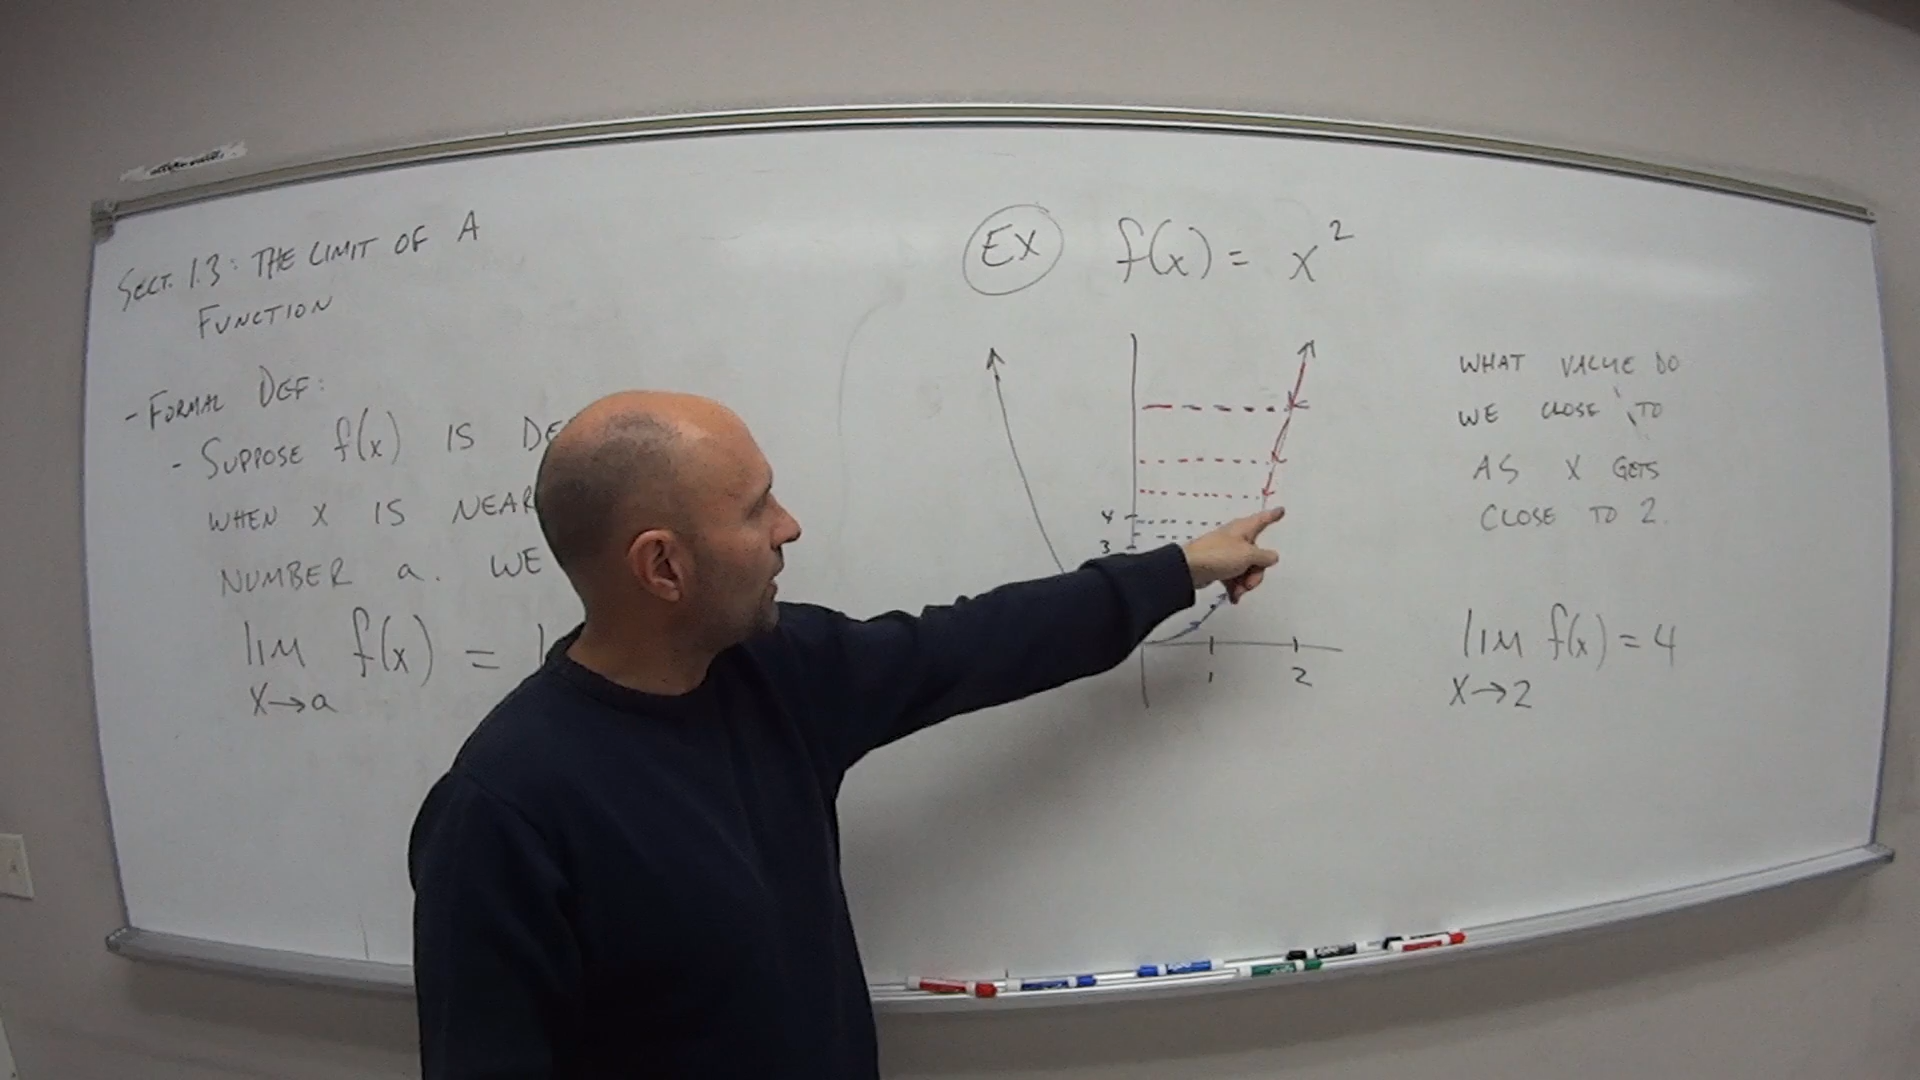 SECT. 1.3: THE LIMIT OF A
FUNCTION
- FORMAL DEF:
- SUPPOSE f(x) IS
WHEN X IS NEAR
NUMBER a. WE
lim f(x) =
X→a
EX f(x) = x²
4
3
1 2
WHAT VALUE DO
WE CLOSE TO
AS X GETS
CLOSE TO 2.
lim f(x) = 4
X→2